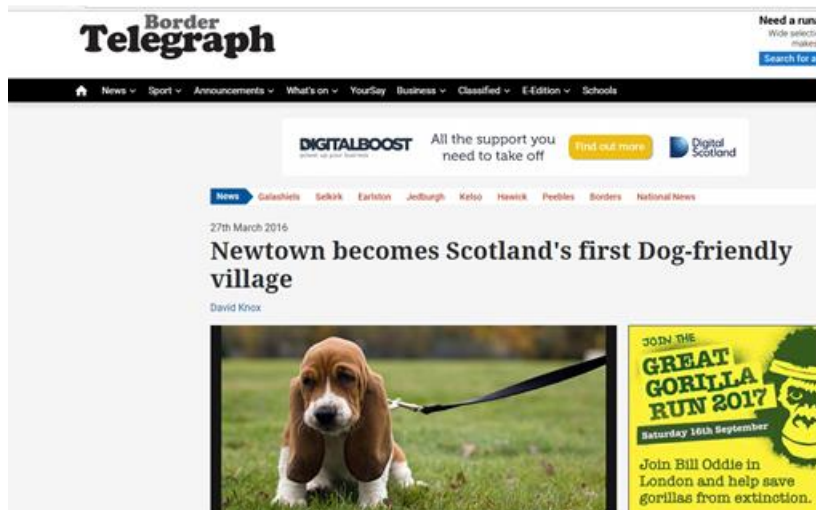 Border
Telegraph
Need a
Wide
makes
Search for a
News Sport Announcements What's on YourSay Business Classified E-Edition Schools
DIGITALBOOST
All the support you
need to take off
Find out more
Digital
Scotland
News Galashiels Selkirk Earlston Jedburgh Kelso Hawick Peebles Borders National News
27th March 2016
Newtown becomes Scotland's first Dog-friendly
village
David Knox
JOIN THE
GREAT
GORILLA
RUN 2017
Saturday 16th September
Join Bill Oddie in
London and help save
gorillas from extinction.